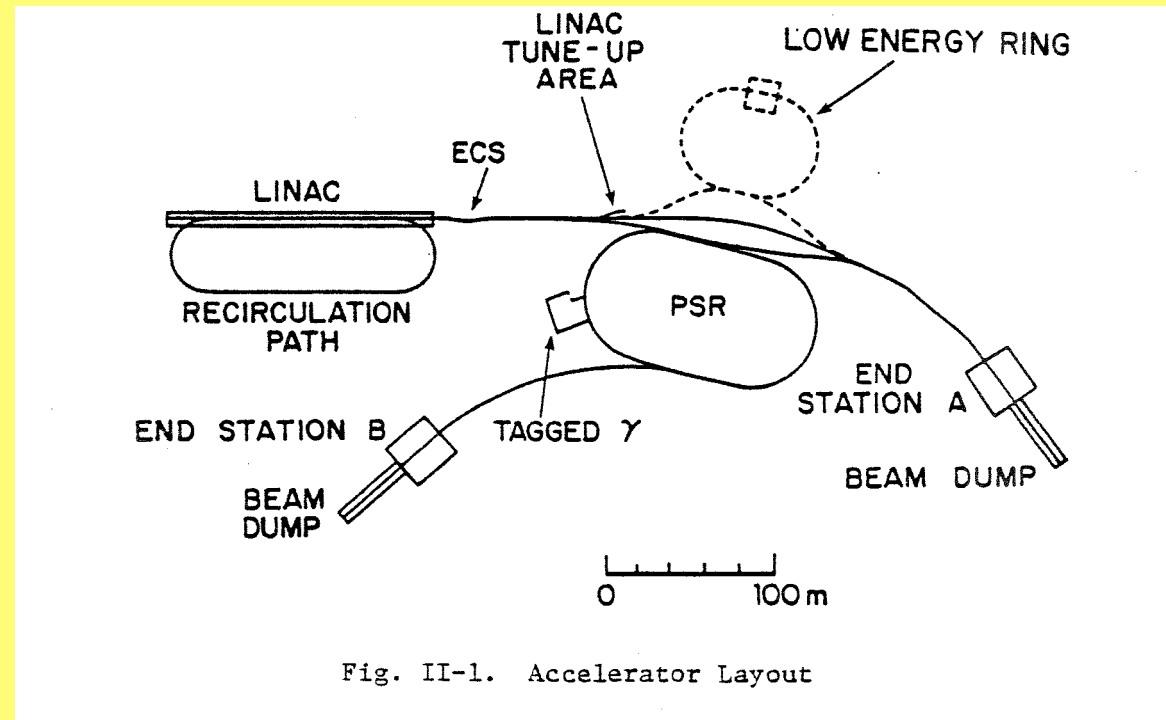 LINAC
TUNE-UP
AREA
LOW ENERGY RING
ECS
LINAC
RECIRCULATION
PATH
PSR
END
STATION A
END STATION B
TAGGED γ
BEAM DUMP
BEAM
DUMP
0 100 m
Fig. II-1. Accelerator Layout